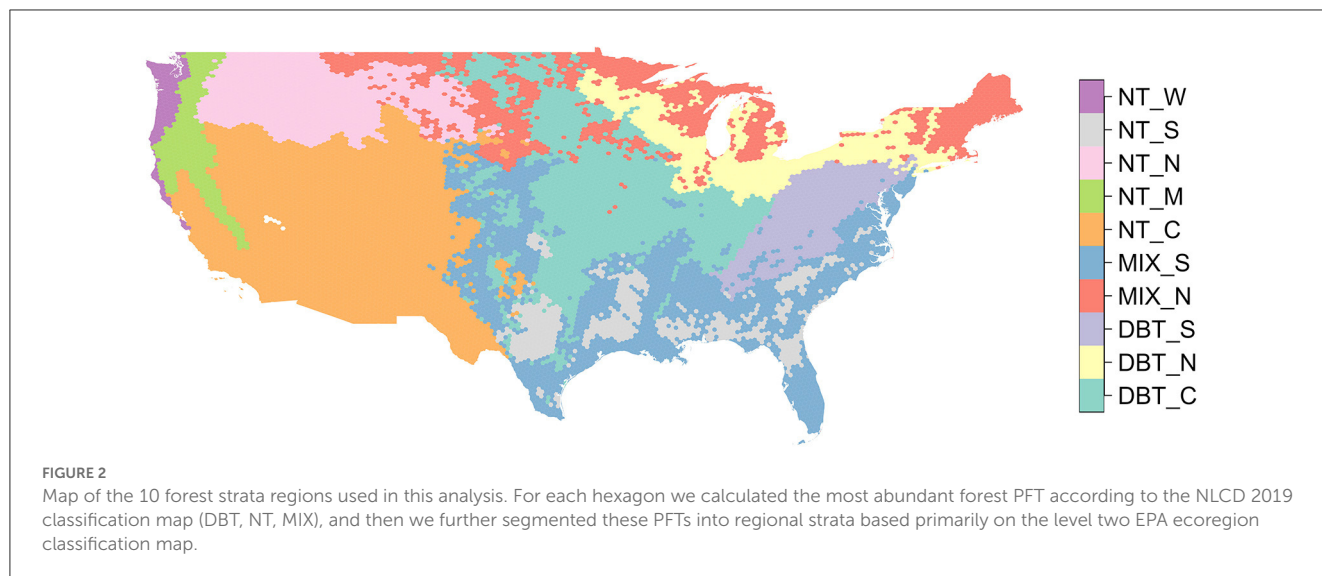 NT_W
NT_S
NT_N
NT_M
NT_C
MIX_S
MIX_N
DBT_S
DBT_N
DBT_C
FIGURE 2
Map of the 10 forest strata regions used in this analysis. For each hexagon we calculated the most abundant forest PFT according to the NLCD 2019
classification map (DBT, NT, MIX), and then we further segmented these PFTs into regional strata based primarily on the level two EPA ecoregion
classification map.